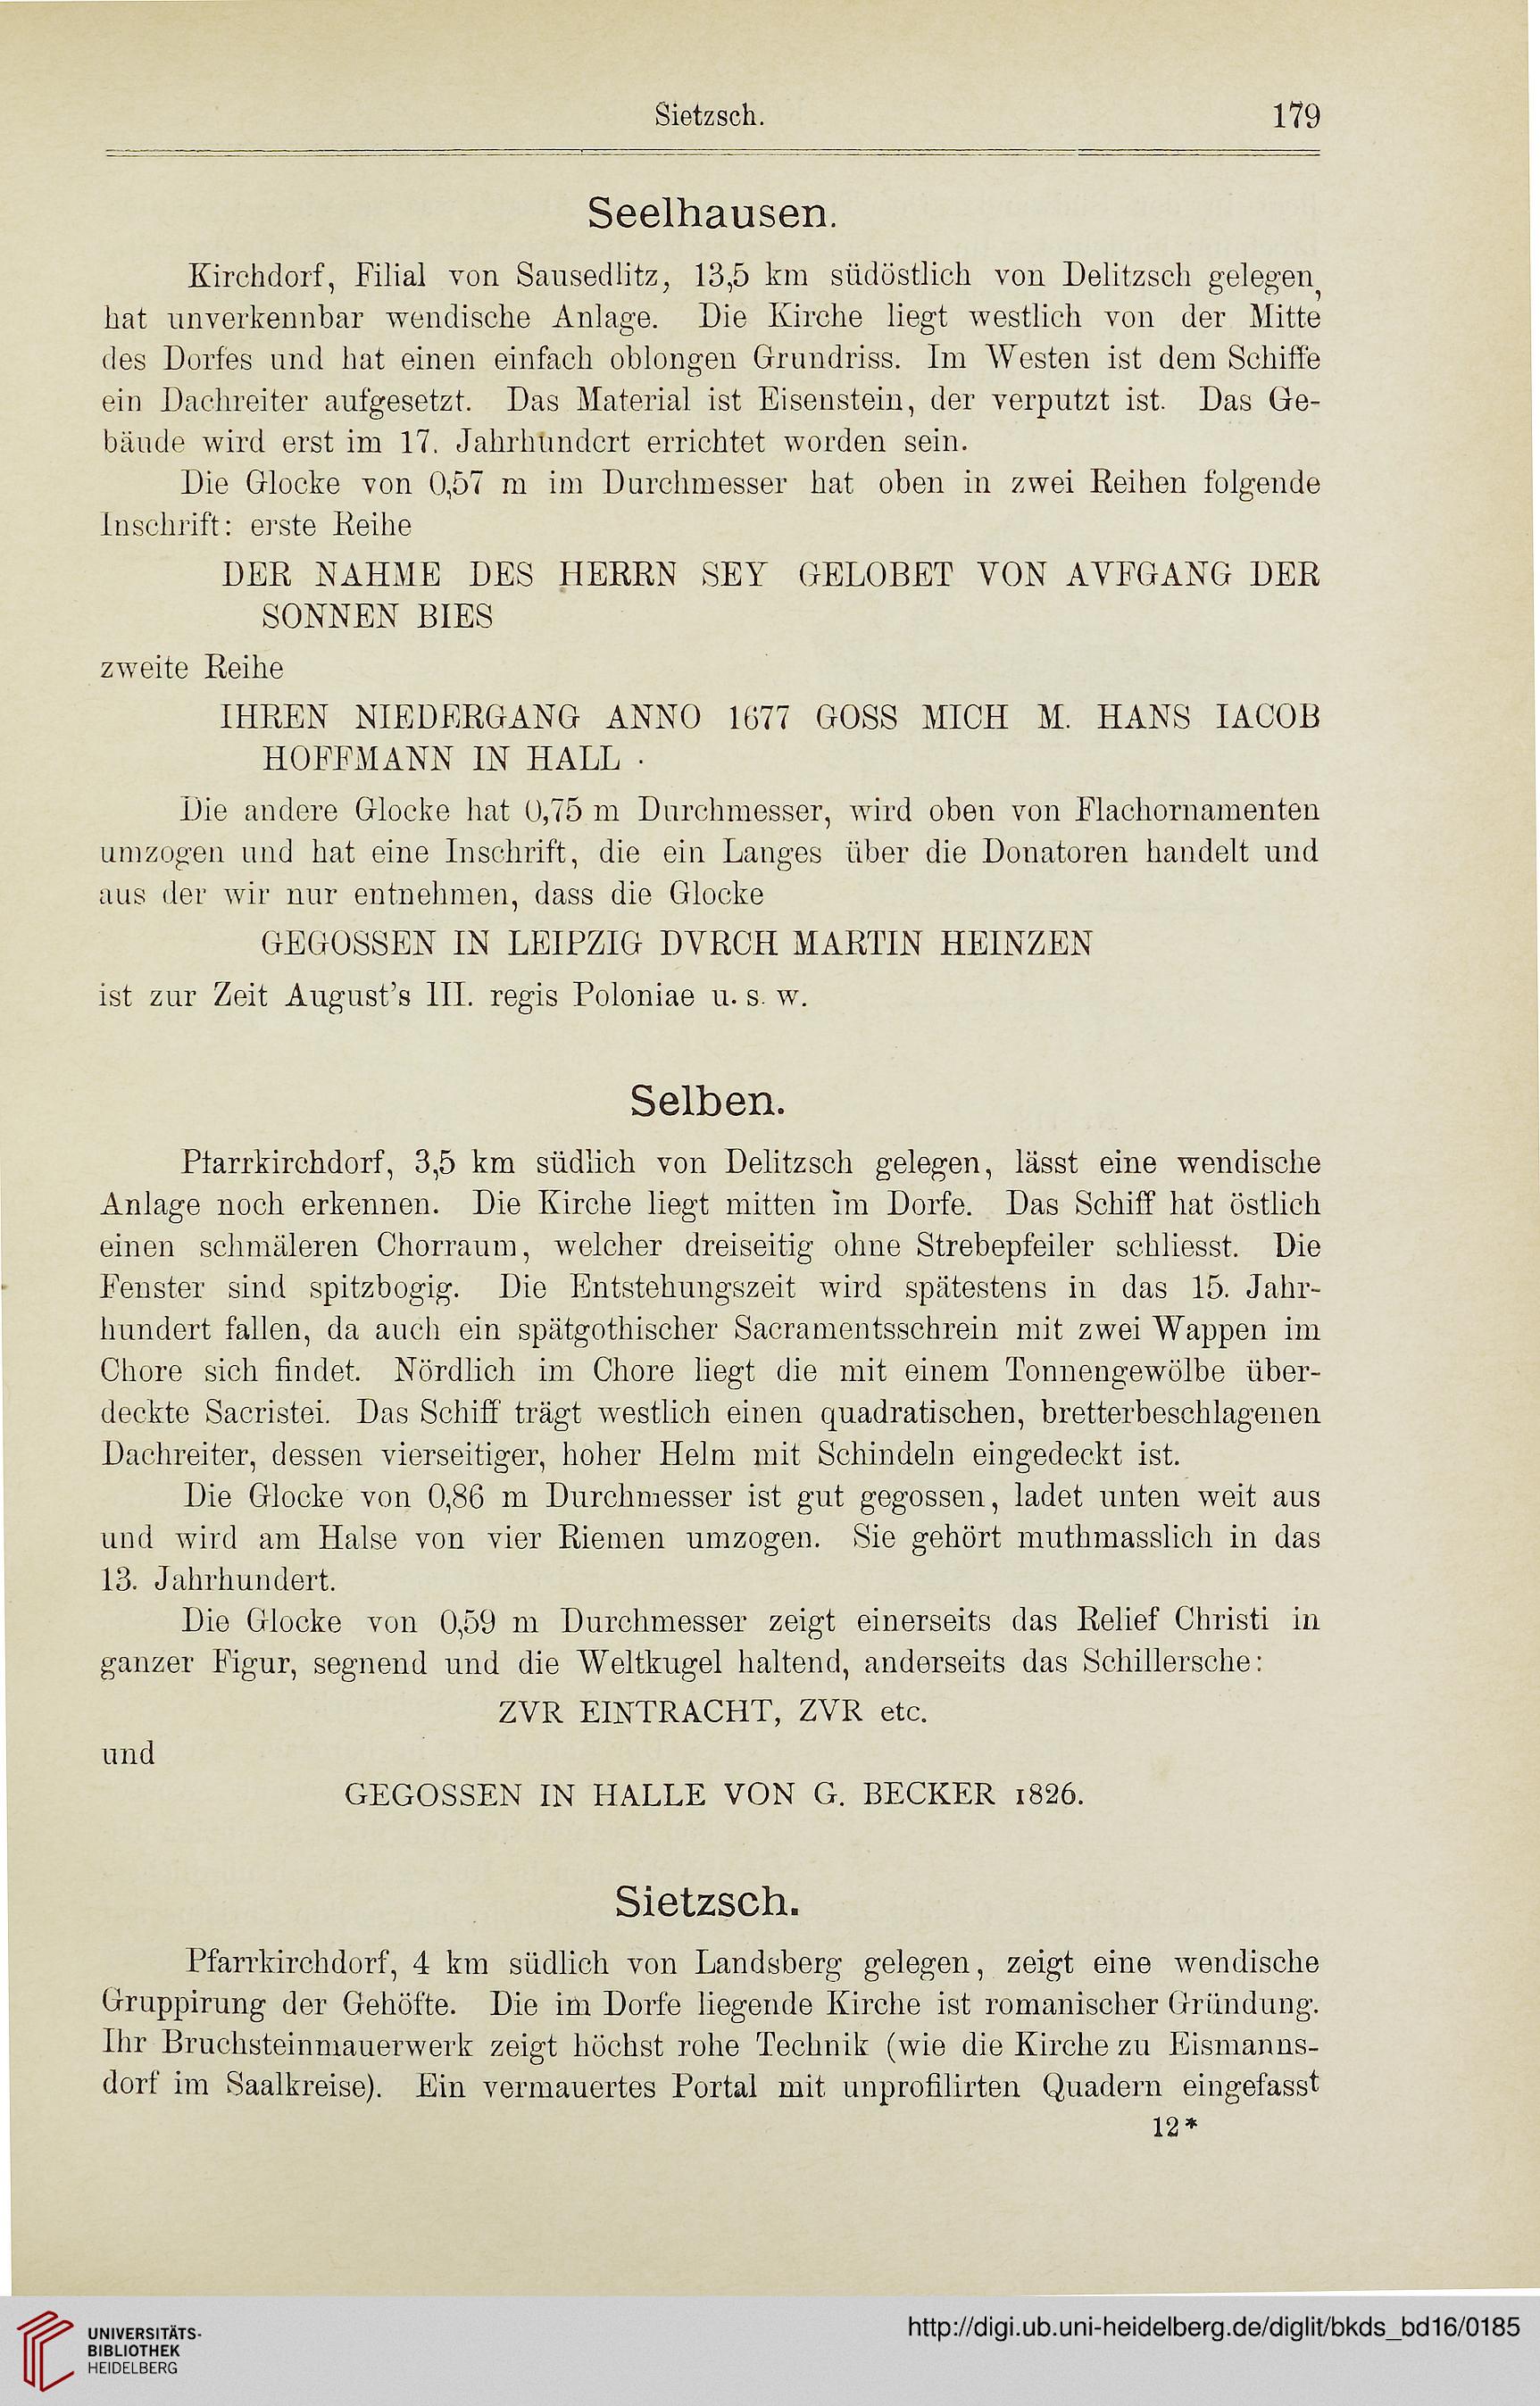 Sietzsch. 179
Seelhausen.
Kirchdorf, Filial von Sausedlitz, 13,5 km südöstlich von Delitzsch gelegen,
hat unverkennbar wendische Anlage. Die Kirche liegt westlich von der Mitte
des Dorfes und hat einen einfach oblongen Grundriss. Im Westen ist dem Schiffe
ein Dachreiter aufgesetzt. Das Material ist Eisenstein, der verputzt ist. Das Ge-
bäude wird erst im 17. Jahrhundert errichtet worden sein.
Die Glocke von 0,57 m im Durchmesser hat oben in zwei Reihen folgende
Inschrift: erste Reihe
DER NAHME DES HERRN SEY GELOBET VON AVFGANG DER
SONNEN BIES
zweite Reihe
IHREN NIEDERGANG ANNO 1677 GOSS MICH M. HANS IACOB
HOFFMANN IN HALL ·
Die andere Glocke hat 0,75 m Durchmesser, wird oben von Flachornamenten
umzogen und hat eine Inschrift, die ein Langes über die Donatoren handelt und
aus der wir nur entnehmen, dass die Glocke
GEGOSSEN IN LEIPZIG DVRCH MARTIN HEINZEN
ist zur Zeit August's III. regis Poloniae u. s. w.
Selben.
Pfarrkirchdorf, 3,5 km südlich von Delitzsch gelegen, lässt eine wendische
Anlage noch erkennen. Die Kirche liegt mitten im Dorfe. Das Schiff hat östlich
einen schmäleren Chorraum, welcher dreiseitig ohne Strebepfeiler schliesst. Die
Fenster sind spitzbogig. Die Entstehungszeit wird spätestens in das 15. Jahr-
hundert fallen, da auch ein spätgothischer Sacramentsschrein mit zwei Wappen im
Chore sich findet. Nördlich im Chore liegt die mit einem Tonnengewölbe über-
deckte Sacristei. Das Schiff trägt westlich einen quadratischen, bretterbeschlagenen
Dachreiter, dessen vierseitiger, hoher Helm mit Schindeln eingedeckt ist.
Die Glocke von 0,86 m Durchmesser ist gut gegossen, ladet unten weit aus
und wird am Halse von vier Riemen umzogen. Sie gehört muthmasslich in das
13. Jahrhundert.
Die Glocke von 0,59 m Durchmesser zeigt einerseits das Relief Christi in
ganzer Figur, segnend und die Weltkugel haltend, anderseits das Schillersche:
ZVR EINTRACHT, ZVR etc.
und
GEGOSSEN IN HALLE VON G. BECKER 1826.
Sietzsch.
Pfarrkirchdorf, 4 km südlich von Landsberg gelegen, zeigt eine wendische
Gruppirung der Gehöfte. Die im Dorfe liegende Kirche ist romanischer Gründung.
Ihr Bruchsteinmauerwerk zeigt höchst rohe Technik (wie die Kirche zu Eismanns-
dorf im Saalkreise). Ein vermauertes Portal mit unprofilirten Quadern eingefasst
12*
UNIVERSITÄTS-
BIBLIOTHEK
HEIDELBERG
http://digi.ub.uni-heidelberg.de/diglit/bkds_bd16/0185